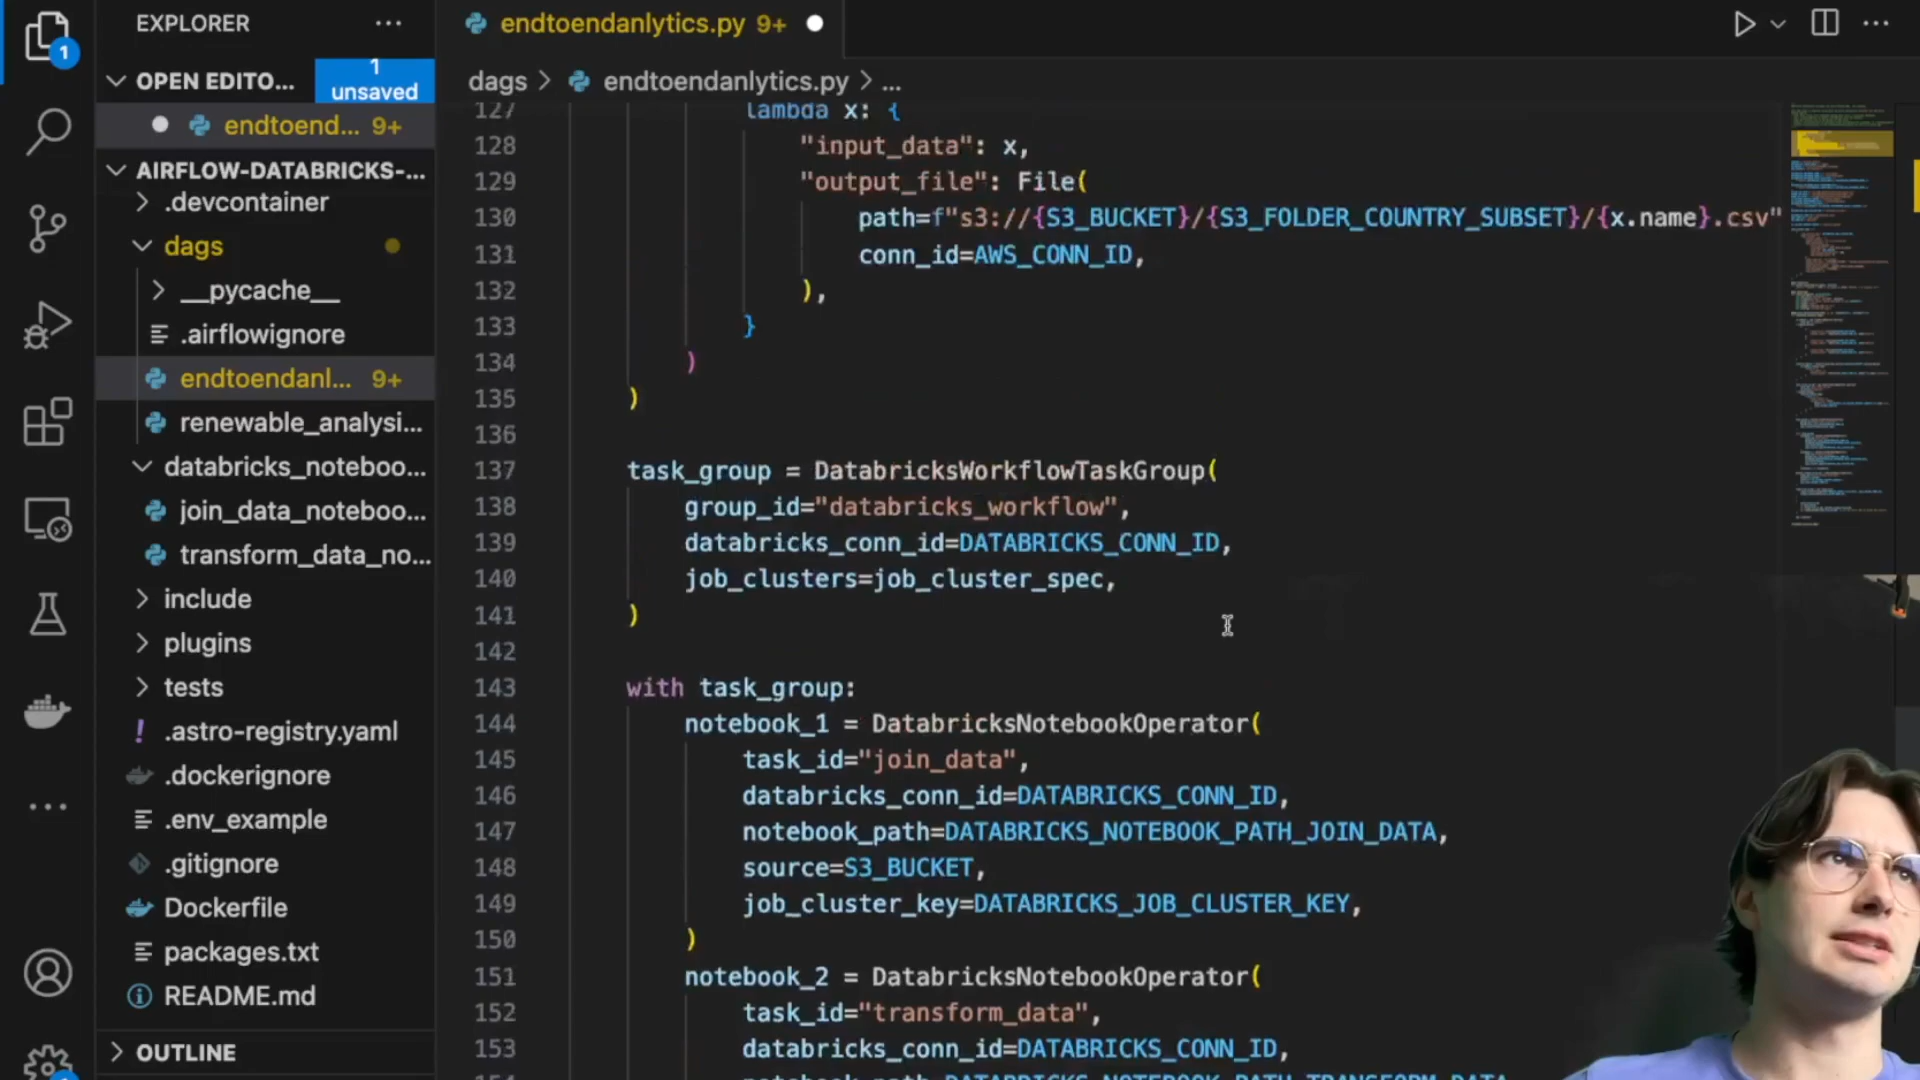 EXPLORER
1
OPEN EDITO...
1
unsaved
endtoend... 9+
AIRFLOW-DATABRICKS-...
.devcontainer
dags
__pycache__
.airflowignore
endtoendanl... 9+
renewable_analysi...
databricks_noteboo...
join_data_noteboo...
transform_data_no...
include
plugins
tests
! .astro-registry.yaml
.dockerignore
.env_example
.gitignore
Dockerfile
packages.txt
README.md
OUTLINE
endtoendanlytics.py 9+
dags > endtoendanlytics.py > ...
127 lambda x: {
128 "input_data": x,
129 "output_file": File(
130 path=f"s3://{S3_BUCKET}/{S3_FOLDER_COUNTRY_SUBSET}/{x.name}.csv"
131 conn_id=AWS_CONN_ID,
132 ),
133 }
134 )
135 )
136
137 task_group = DatabricksWorkflowTaskGroup(
138 group_id="databricks_workflow",
139 databricks_conn_id=DATABRICKS_CONN_ID,
140 job_clusters=job_cluster_spec,
141 )
142
143 with task_group:
144 notebook_1 = DatabricksNotebookOperator(
145 task_id="join_data",
146 databricks_conn_id=DATABRICKS_CONN_ID,
147 notebook_path=DATABRICKS_NOTEBOOK_PATH_JOIN_DATA,
148 source=S3_BUCKET,
149 job_cluster_key=DATABRICKS_JOB_CLUSTER_KEY,
150 )
151 notebook_2 = DatabricksNotebookOperator(
152 task_id="transform_data",
153 databricks_conn_id=DATABRICKS_CONN_ID,